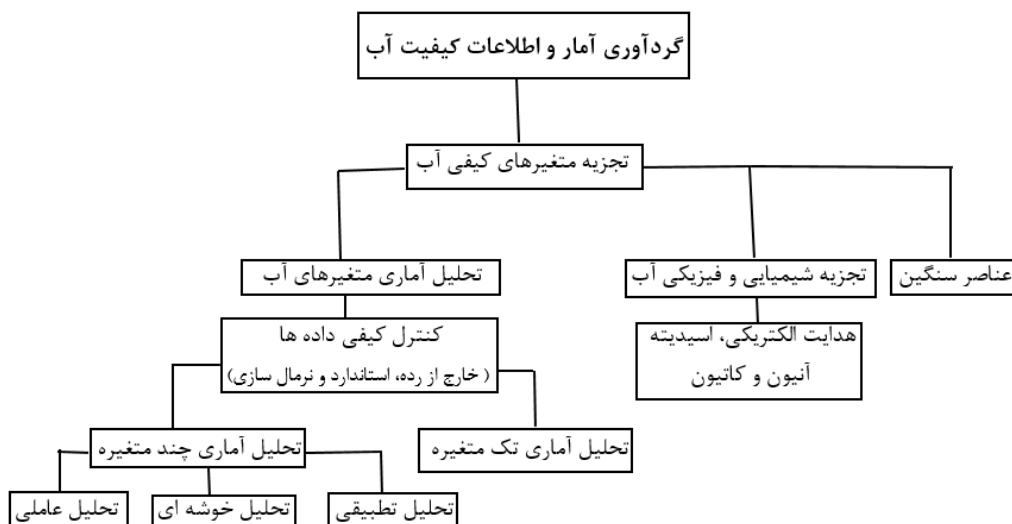 گردآوری آمار و اطلاعات کیفیت آب
تجزیه متغیرهای کیفی آب
عناصر سنگین
تجزیه شیمیایی و فیزیکی آب
تحلیل آماری متغیرهای آب
هدایت الکتریکی، اسیدیته
آنیون و کاتیون
کنترل کیفی داده ها
( خارج از رده، استاندارد و نرمال سازی)
تحلیل آماری تک متغیره
تحلیل آماری چند متغیره
تحلیل تطبیقی
تحلیل خوشه ای
تحلیل عاملی